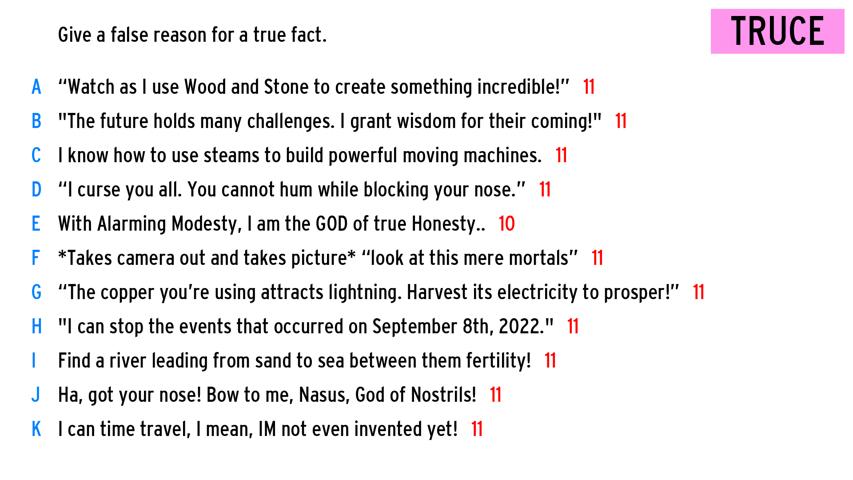 Give a false reason for a true fact.
TRUCE
A “Watch as I use Wood and Stone to create something incredible!” 11
B "The future holds many challenges. I grant wisdom for their coming!" 11
C I know how to use steams to build powerful moving machines. 11
D “I curse you all. You cannot hum while blocking your nose.” 11
E With Alarming Modesty, I am the GOD of true Honesty.. 10
F *Takes camera out and takes picture* “look at this mere mortals” 11
G “The copper you’re using attracts lightning. Harvest its electricity to prosper!” 11
H "I can stop the events that occurred on September 8th, 2022." 11
I Find a river leading from sand to sea between them fertility! 11
J Ha, got your nose! Bow to me, Nasus, God of Nostrils! 11
K I can time travel, I mean, IM not even invented yet! 11